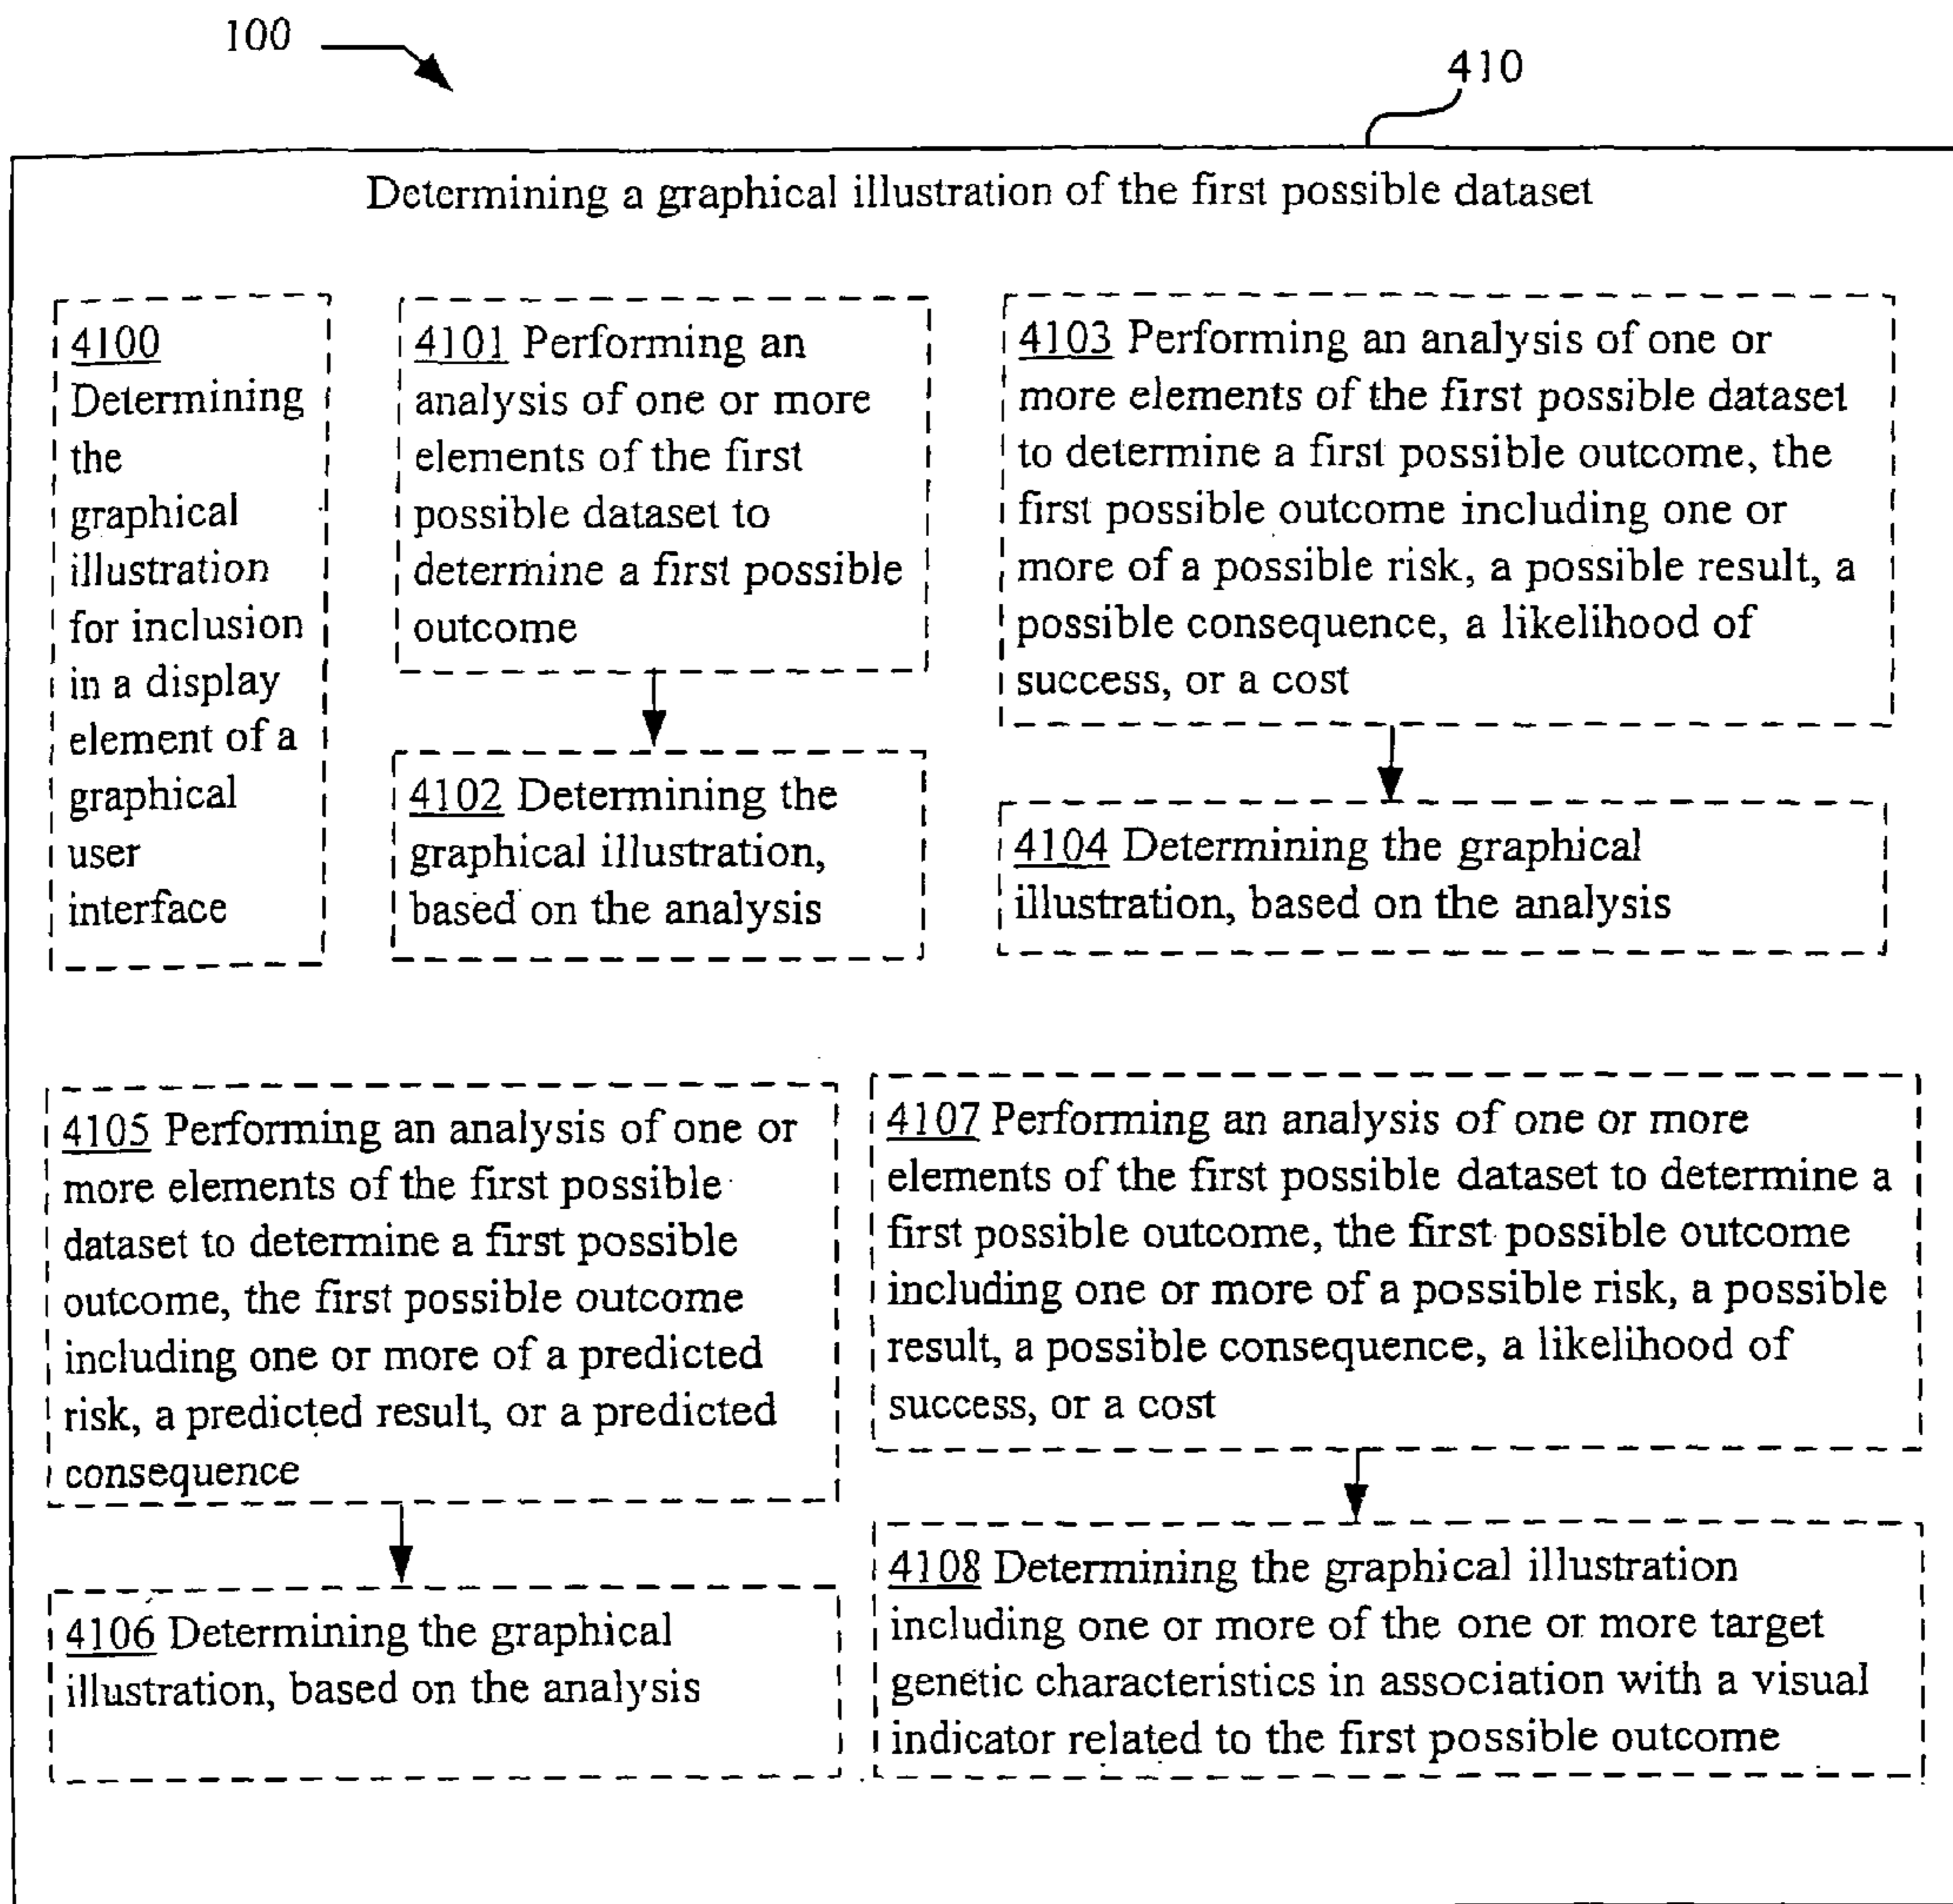 100
410
Determining a graphical illustration of the first possible dataset
4100
Determining
the
graphical
illustration
for inclusion
in a display
element of a
graphical
user
interface
4101 Performing an
analysis of one or more
elements of the first
possible dataset to
determine a first possible
outcome
4102 Determining the
graphical illustration,
based on the analysis
4103 Performing an analysis of one or
more elements of the first possible dataset
to determine a first possible outcome, the
first possible outcome including one or
more of a possible risk, a possible result, a
possible consequence, a likelihood of
success, or a cost
4104 Determining the graphical
illustration, based on the analysis
4105 Performing an analysis of one or
more elements of the first possible
dataset to determine a first possible
outcome, the first possible outcome
including one or more of a predicted
risk, a predicted result, or a predicted
consequence
4106 Determining the graphical
illustration, based on the analysis
4107 Performing an analysis of one or more
elements of the first possible dataset to determine a
first possible outcome, the first possible outcome
including one or more of a possible risk, a possible
result, a possible consequence, a likelihood of
success, or a cost
4108 Determining the graphical illustration
including one or more of the one or more target
genetic characteristics in association with a visual
indicator related to the first possible outcome